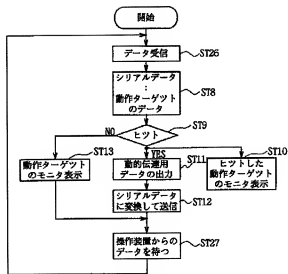 開始
データ受信
ST26
シリアルデータ
:
動作ターゲットの
データ
ST8
ヒット
ST9
NO
YES
ST13
動作ターゲット
のモニタ表示
ST11
動的伝達用
データの出力
ST10
ヒットした
動作ターゲット
のモニタ表示
ST12
シリアルデータ
に変換して送信
操作装置からの
データを待つ
ST27